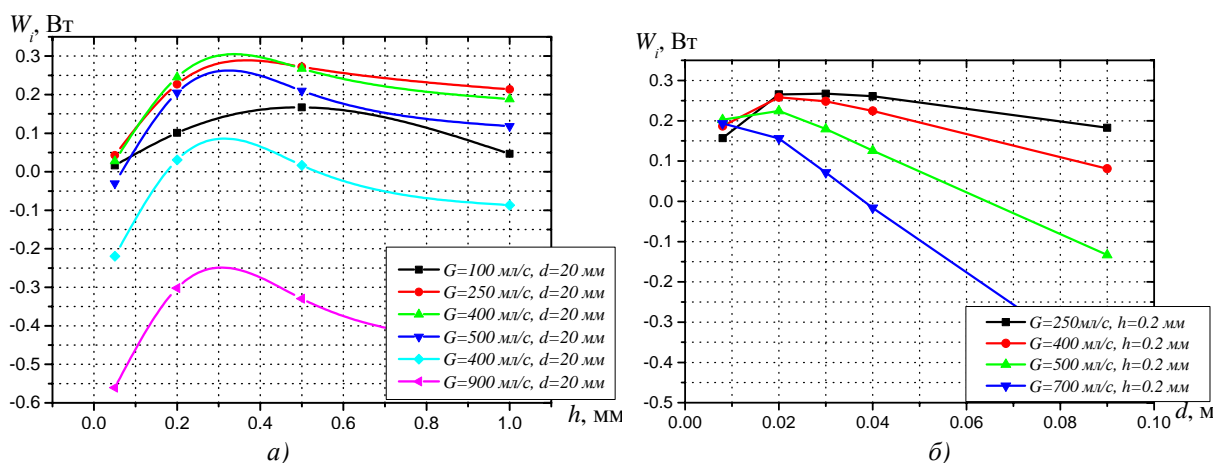 W_i, Вт
0.3
0.2
0.1
0.0
-0.1
-0.2
-0.3
-0.4
-0.5
-0.6
0.0 0.2 0.4 0.6 0.8 1.0
h, мм
G=100 мл/с, d=20 мм
G=250 мл/с, d=20 мм
G=400 мл/с, d=20 мм
G=500 мл/с, d=20 мм
G=400 мл/с, d=20 мм
G=900 мл/с, d=20 мм
а)
W_i, Вт
0.3
0.2
0.1
0.0
-0.1
-0.2
-0.3
-0.4
-0.5
0.00 0.02 0.04 0.06 0.08 0.10
d, м
G=250мл/с, h=0.2 мм
G=400 мл/с, h=0.2 мм
G=500 мл/с, h=0.2 мм
G=700 мл/с, h=0.2 мм
б)